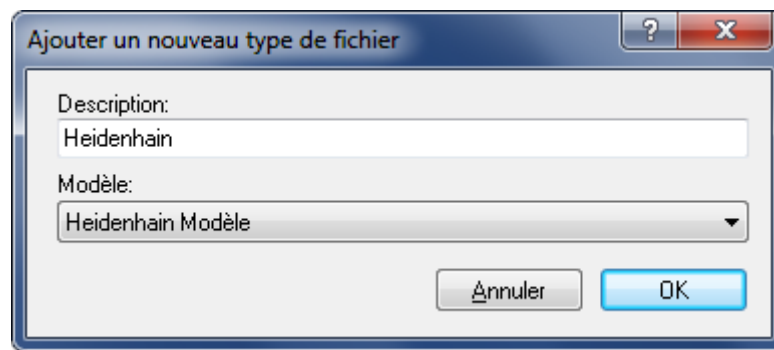 Ajouter un nouveau type de fichier
Description:
Heidenhain
Modèle:
Heidenhain Modèle
Annuler OK